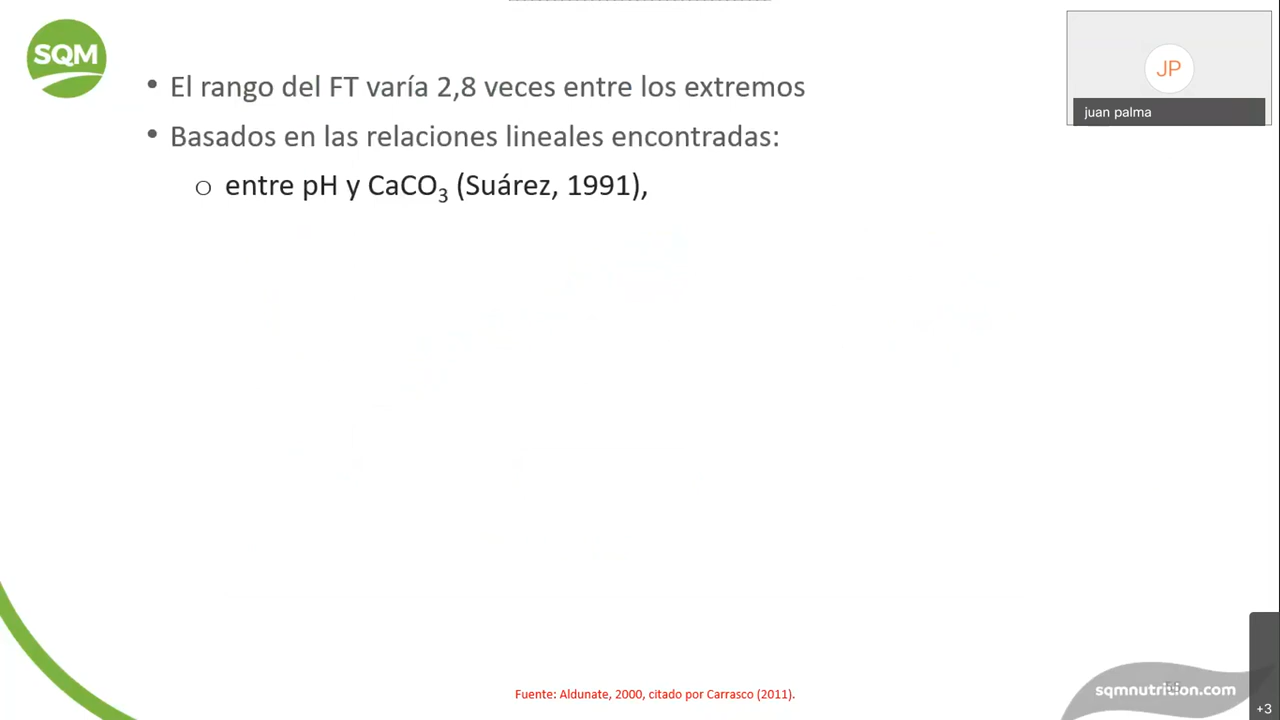 SQM
• El rango del FT varía 2,8 veces entre los extremos
• Basados en las relaciones lineales encontradas:
o entre pH y CaCO₃ (Suárez, 1991),
JP
juan palma
Fuente: Aldunate, 2000, citado por Carrasco (2011).
sqmnutrition.com
+3